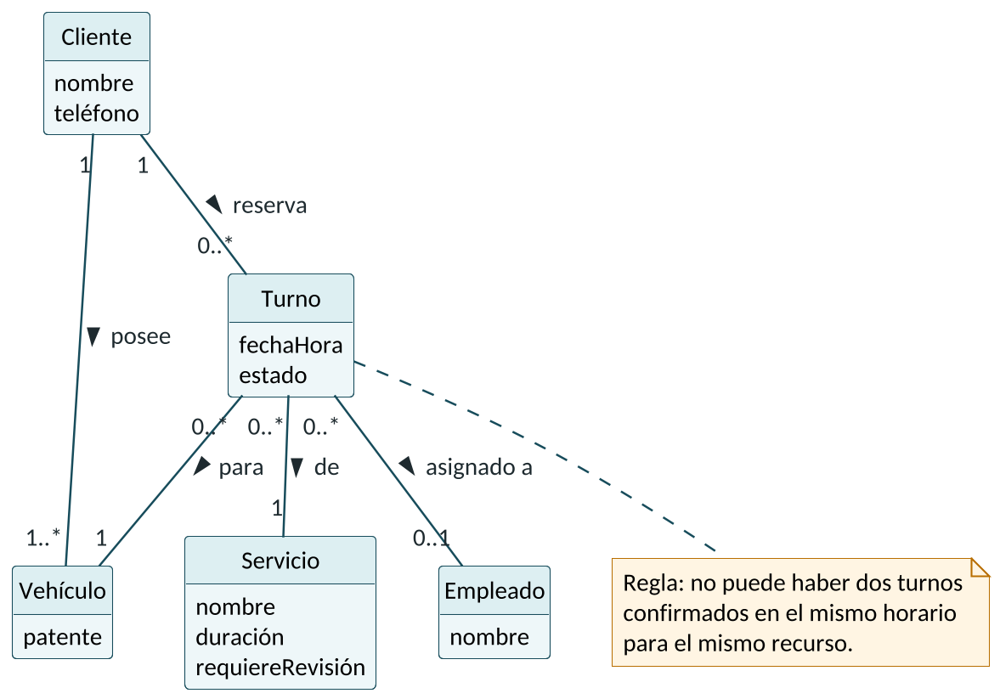 Cliente
nombre
teléfono
1
1
reserva
0..*
Turno
fechaHora
estado
posee
0..*
0..*
0..*
para
de
asignado a
1
1..*
1
0..1
Vehículo
patente
Servicio
nombre
duración
requiereRevisión
Empleado
nombre
Regla: no puede haber dos turnos
confirmados en el mismo horario
para el mismo recurso.